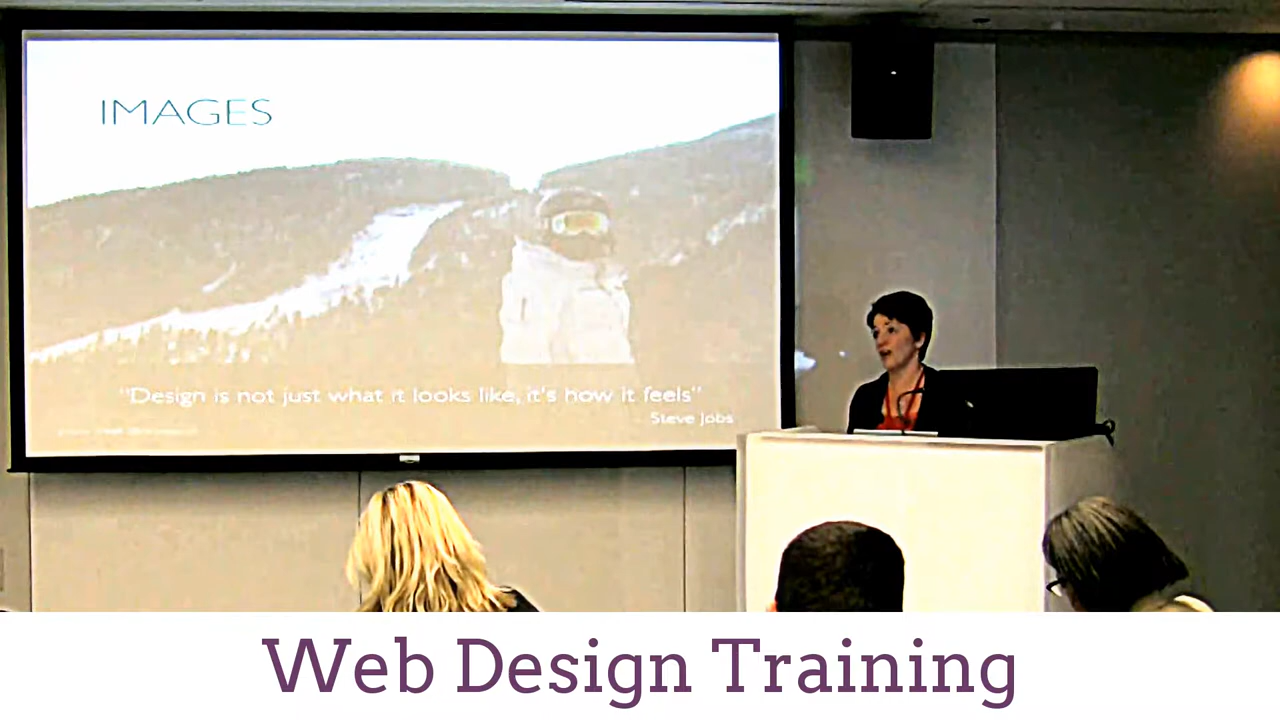 IMAGES
"Design is not just what it looks like, it's how it feels"
Steve Jobs
Web Design Training